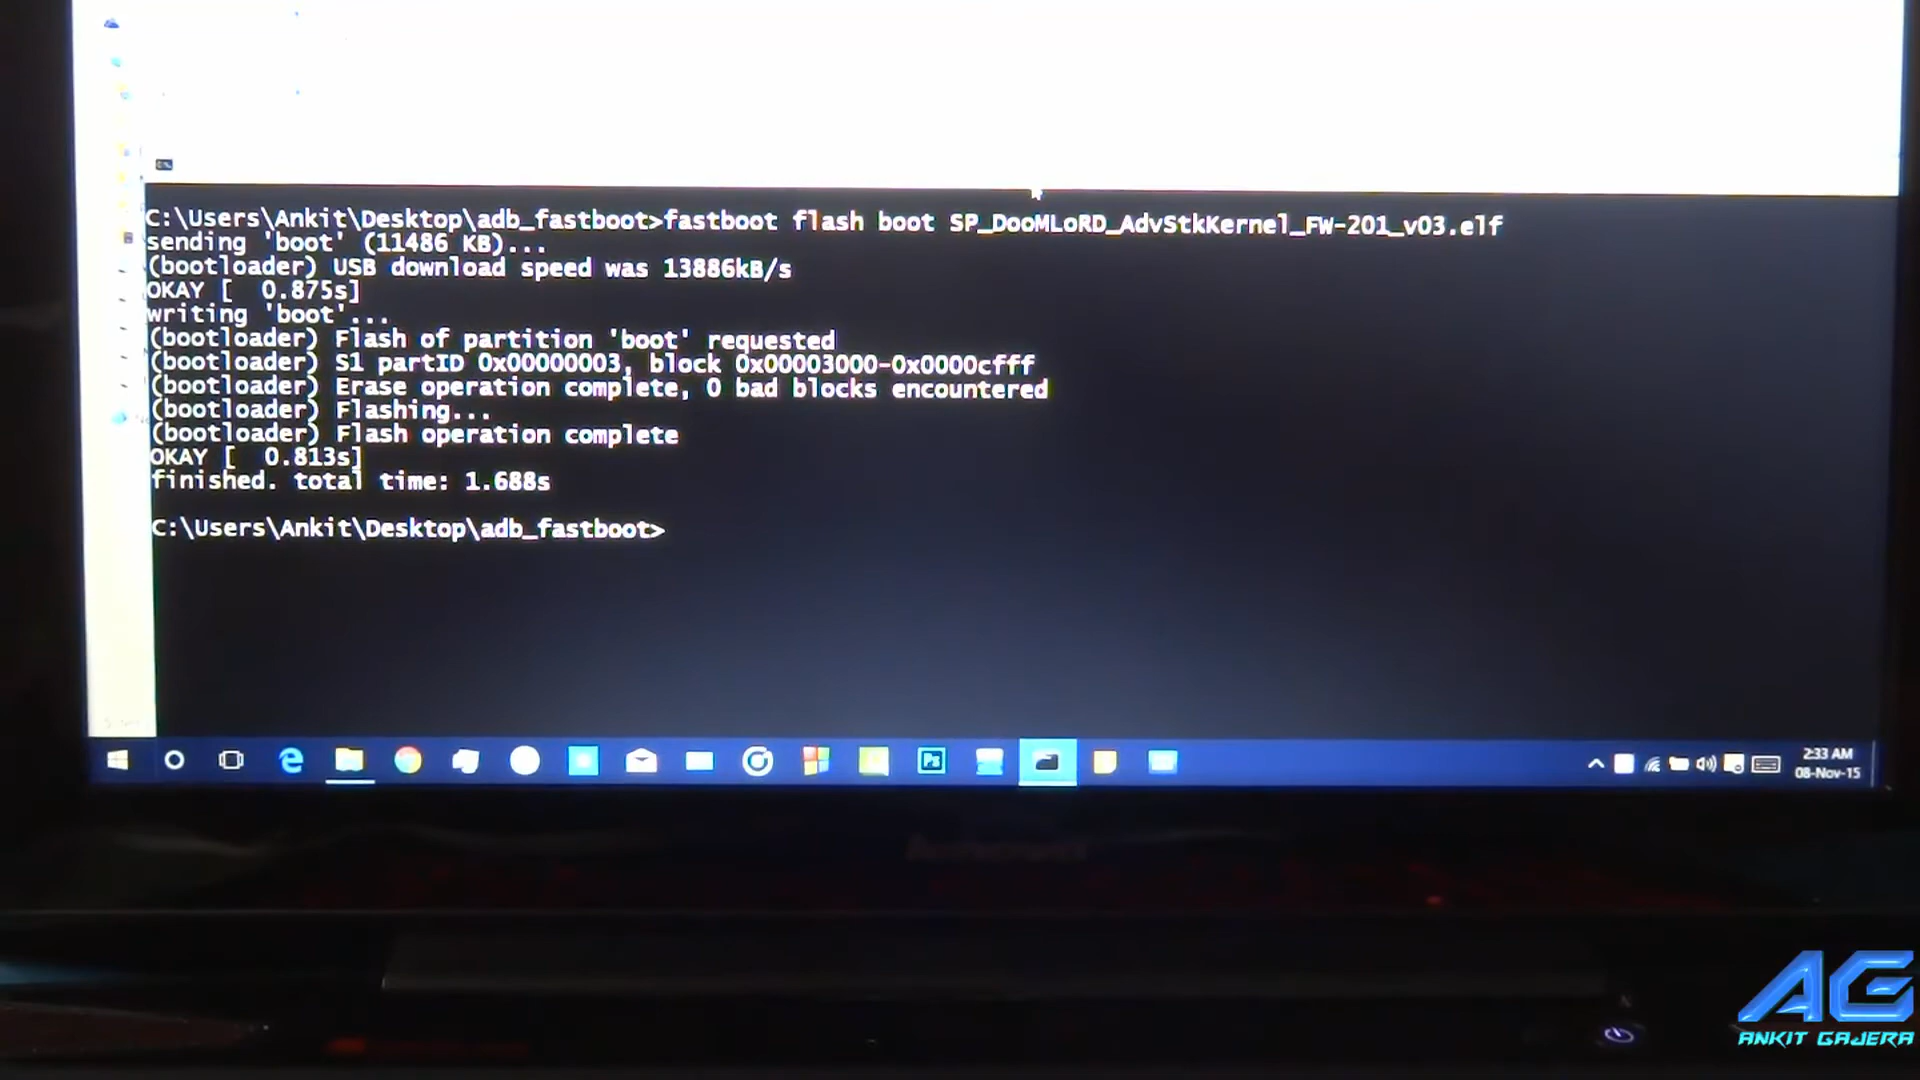 C:\Users\Ankit\Desktop\adb_fastboot>fastboot flash boot SP_DooMLoRD_AdvStkKernel_FW-201_v03.elf
sending 'boot' (11486 KB)...
(bootloader) USB download speed was 13886kB/s
OKAY [  0.875s]
writing 'boot'...
(bootloader) Flash of partition 'boot' requested
(bootloader) S1 partID 0x00000003, block 0x00003000-0x0000cfff
(bootloader) Erase operation complete, 0 bad blocks encountered
(bootloader) Flashing...
(bootloader) Flash operation complete
OKAY [  0.813s]
finished. total time: 1.688s
C:\Users\Ankit\Desktop\adb_fastboot>
Ps
2:33 AM
08-Nov-15
AG
ANKIT GAJERA